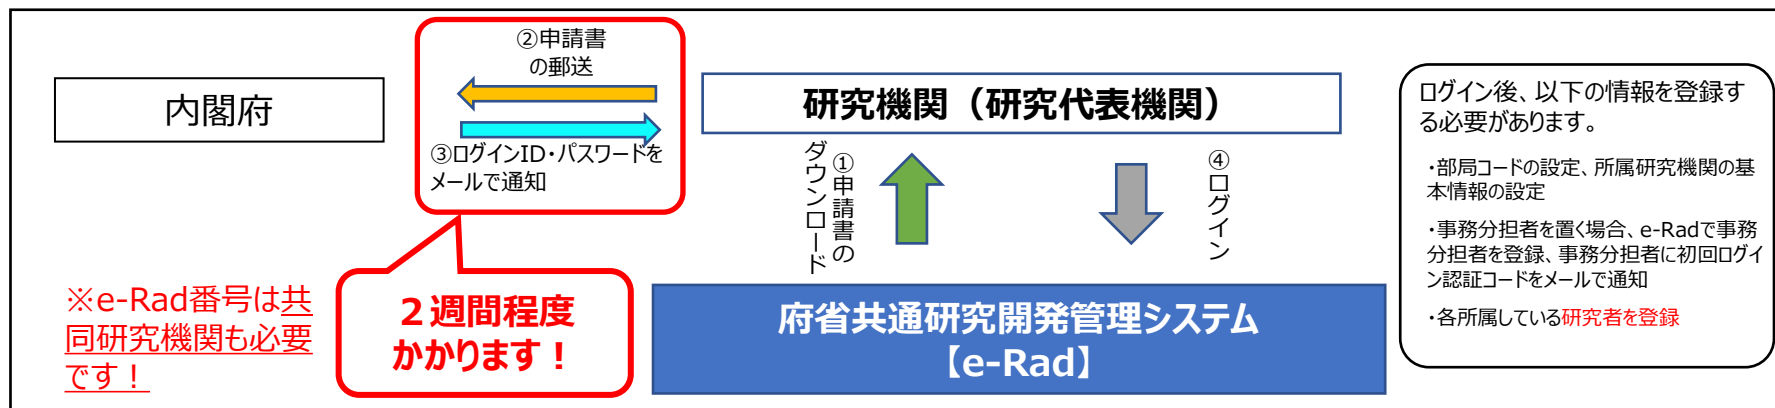 ②申請書
の郵送
内閣府
③ログインID・パスワードを
メールで通知
研究機関（研究代表機関）
①申請書の
ダウンロード
④ログイン
※e-Rad番号は共
同研究機関も必要
です！
２週間程度
かかります！
府省共通研究開発管理システム
【e-Rad】
ログイン後、以下の情報を登録す
る必要があります。
・部局コードの設定、所属研究機関の基
本情報の設定
・事務分担者を置く場合、e-Radで事務
分担者を登録、事務分担者に初回ログイ
ン認証コードをメールで通知
・各所属している研究者を登録